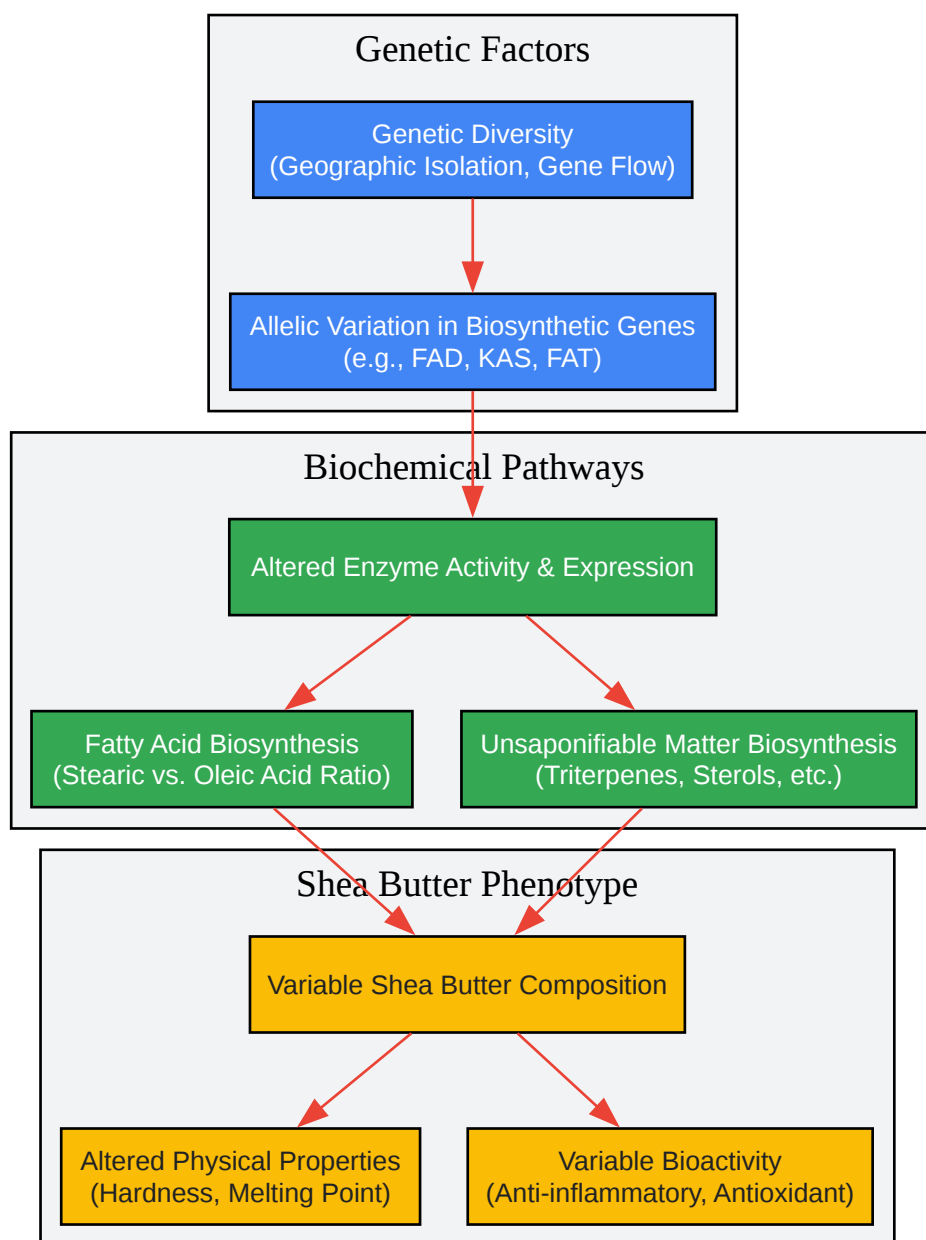 Genetic Factors
Genetic Diversity
(Geographic Isolation, Gene Flow)
Allelic Variation in Biosynthetic Genes
(e.g., FAD, KAS, FAT)
Biochemical Pathways
Altered Enzyme Activity & Expression
Fatty Acid Biosynthesis
(Stearic vs. Oleic Acid Ratio)
Unsaponifiable Matter Biosynthesis
(Triterpenes, Sterols, etc.)
Shea Butter Phenotype
Variable Shea Butter Composition
Altered Physical Properties
(Hardness, Melting Point)
Variable Bioactivity
(Anti-inflammatory, Antioxidant)